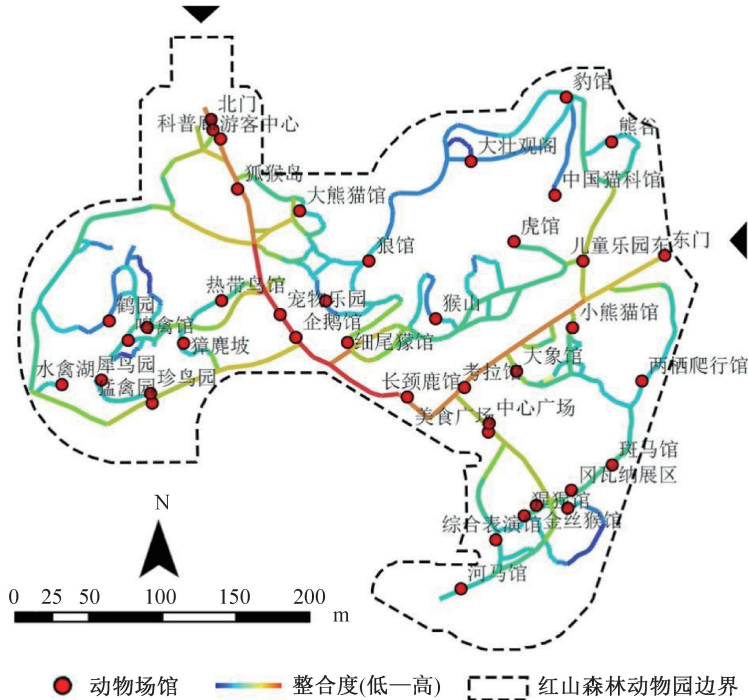 北门
科普馆 游客中心
狐猴岛
大熊猫馆
豹馆
熊谷
大壮观阁
中国猫科馆
狼馆
虎馆
儿童乐园东
东门
热带鸟馆
鹤园
宠物乐园
猴山
小熊猫馆
企鹅馆
细尾獴馆
獐麂坡
犀鸟园
水禽湖
珍鸟园
猛禽园
长颈鹿馆
考拉馆
大象馆
两栖爬行馆
美食广场
中心广场
斑马馆
冈瓦纳展区
猩猩馆
综合表演馆
金丝猴馆
河马馆
N
0 25 50 100 150 200 m
动物场馆
整合度(低—高)
红山森林动物园边界